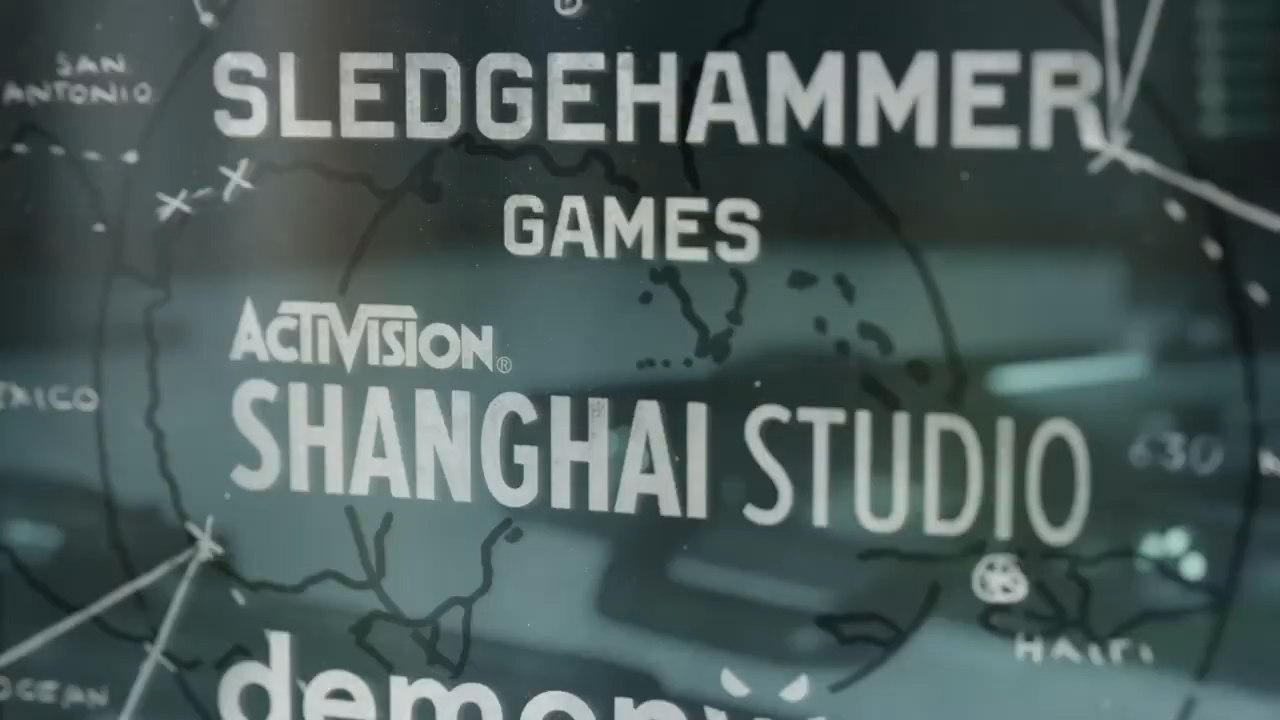 SAN
ANTONIO
SLEDGEHAMMER
GAMES
ACTIVISION®
SHANGHAI STUDIO
630
HAITI
OCEAN